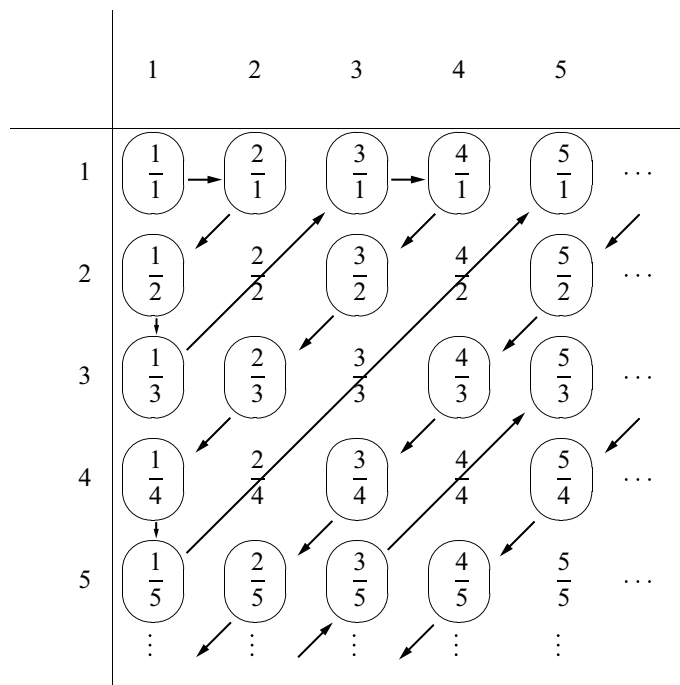 1 2 3 4 5
1 1/1 2/1 3/1 4/1 5/1 ⋯
2 1/2 2/2 3/2 4/2 5/2 ⋯
3 1/3 2/3 3/3 4/3 5/3 ⋯
4 1/4 2/4 3/4 4/4 5/4 ⋯
5 1/5 2/5 3/5 4/5 5/5 ⋯
⋮ ⋮ ⋮ ⋮ ⋮